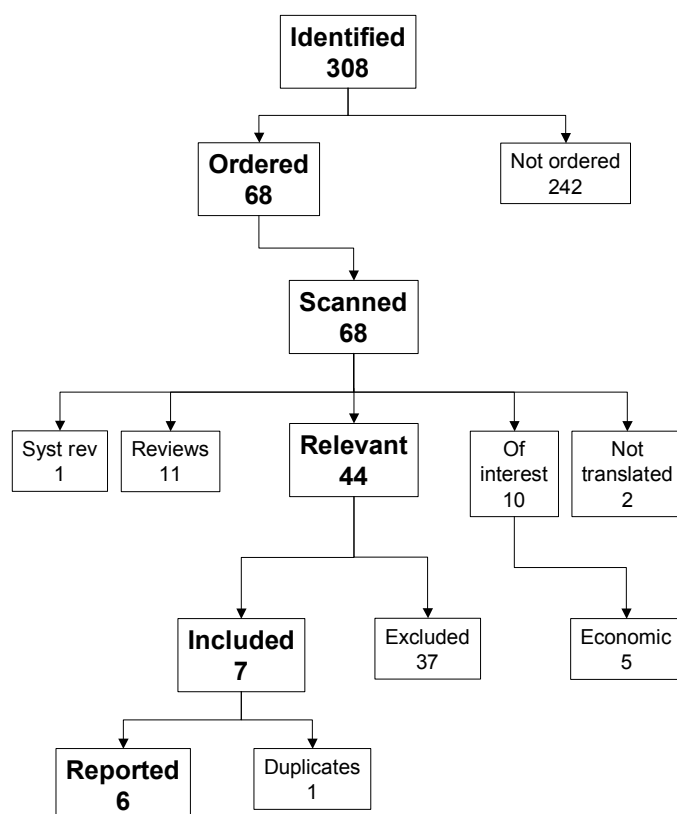 Identified
308
Ordered
68
Not ordered
242
Scanned
68
Syst rev
1
Reviews
11
Relevant
44
Of
interest
10
Not
translated
2
Included
7
Excluded
37
Economic
5
Reported
6
Duplicates
1